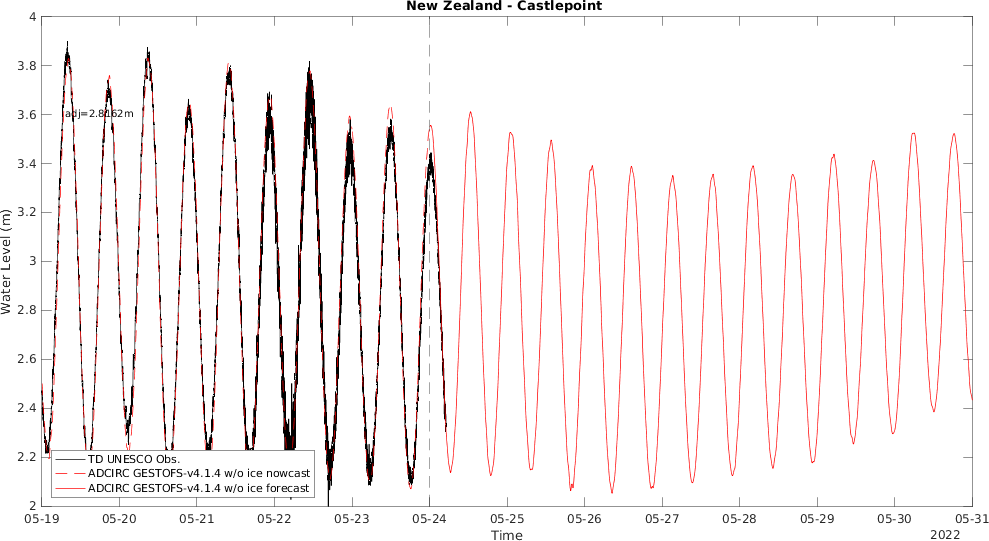 New Zealand - Castlepoint
4
3.8
3.6
3.4
3.2
3
2.8
2.6
2.4
2.2
2
Water Level (m)
adj=2.8162m
TD UNESCO Obs.
ADCIRC GESTOFS-v4.1.4 w/o ice nowcast
ADCIRC GESTOFS-v4.1.4 w/o ice forecast
05-19 05-20 05-21 05-22 05-23 05-24 05-25 05-26 05-27 05-28 05-29 05-30 05-31
Time
2022